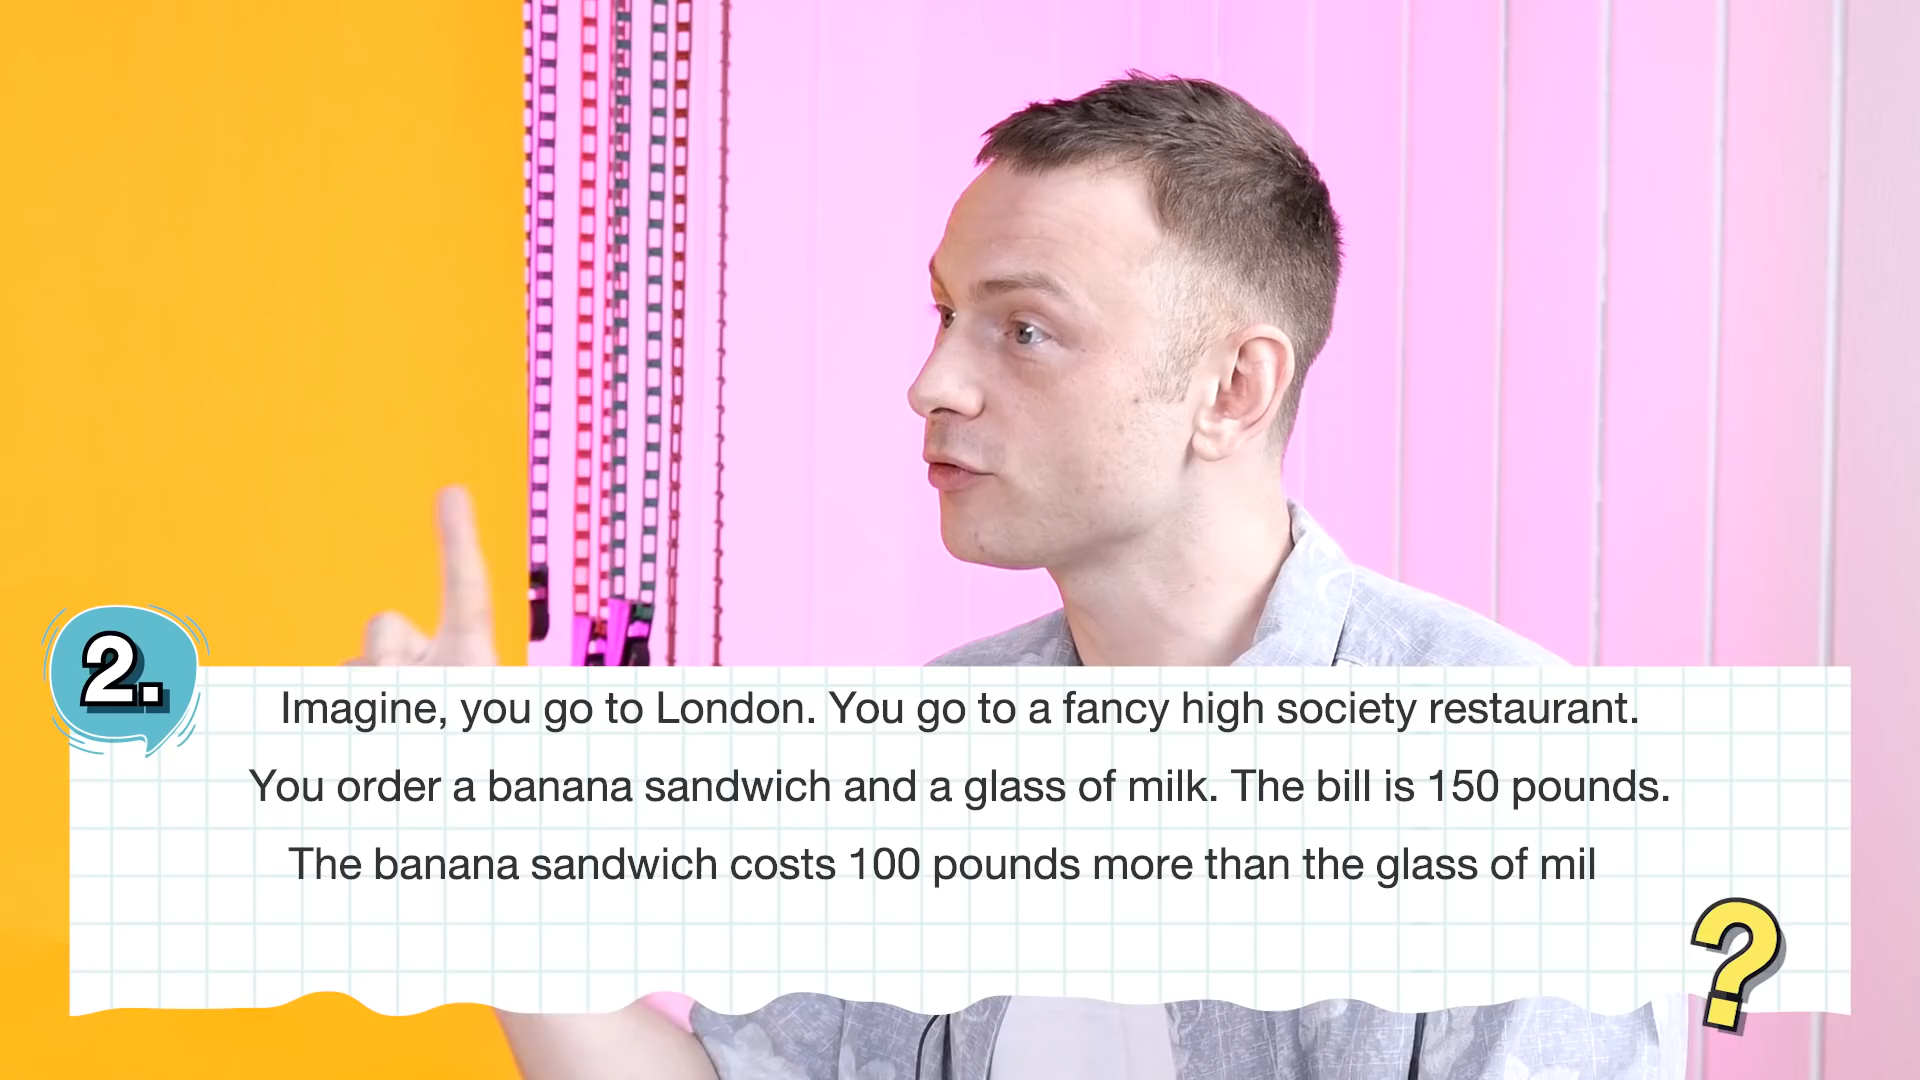 2.
Imagine, you go to London. You go to a fancy high society restaurant.
You order a banana sandwich and a glass of milk. The bill is 150 pounds.
The banana sandwich costs 100 pounds more than the glass of mil
?